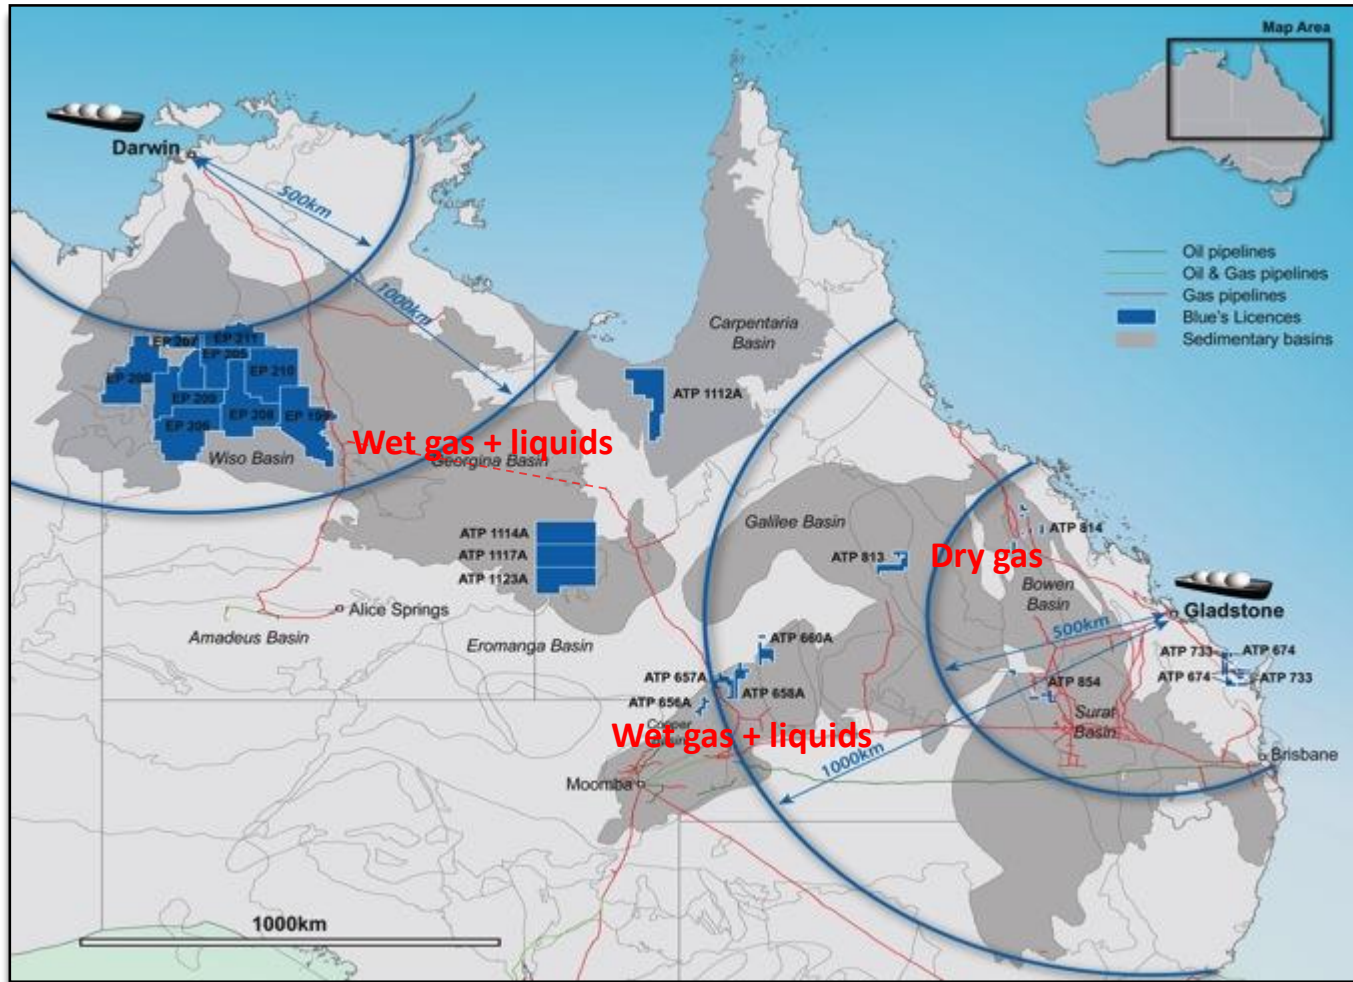 Map Area
Darwin
500km
1000km
Oil pipelines
Oil & Gas pipelines
Gas pipelines
Blue's Licences
Sedimentary basins
Carpentaria
Basin
EP 207
EP 211
EP 205
EP 210
EP 209
EP 208
EP 206
ATP 1112A
Wiso Basin
Wet gas + liquids
Georgina Basin
ATP 1114A
ATP 1117A
ATP 1123A
Galilee Basin
ATP 813
Dry gas
ATP 814
Bowen
Basin
Gladstone
500km
Alice Springs
Amadeus Basin
Eromanga Basin
ATP 660A
ATP 657A
ATP 658A
ATP 656A
Cooper
Wet gas + liquids
ATP 733
ATP 674
ATP 674
ATP 733
ATP 854
Surat
Basin
1000km
Brisbane
Moomba
1000km